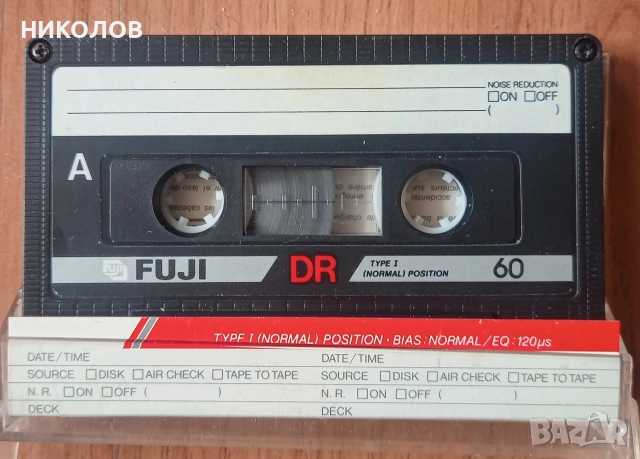 НИКОЛОВ
NOISE REDUCTION
□ON □OFF
( )
A
Fuji FUJI DR TYPE I (NORMAL) POSITION 60
TYPE I (NORMAL) POSITION · BIAS: NORMAL / EQ: 120µs
DATE/TIME DATE/TIME
SOURCE □DISK □AIR CHECK □TAPE TO TAPE SOURCE □DISK □AIR CHECK □TAPE TO TAPE
N. R. □ON □OFF ( ) N. R. □ON □OFF ( )
DECK DECK
BAZAR